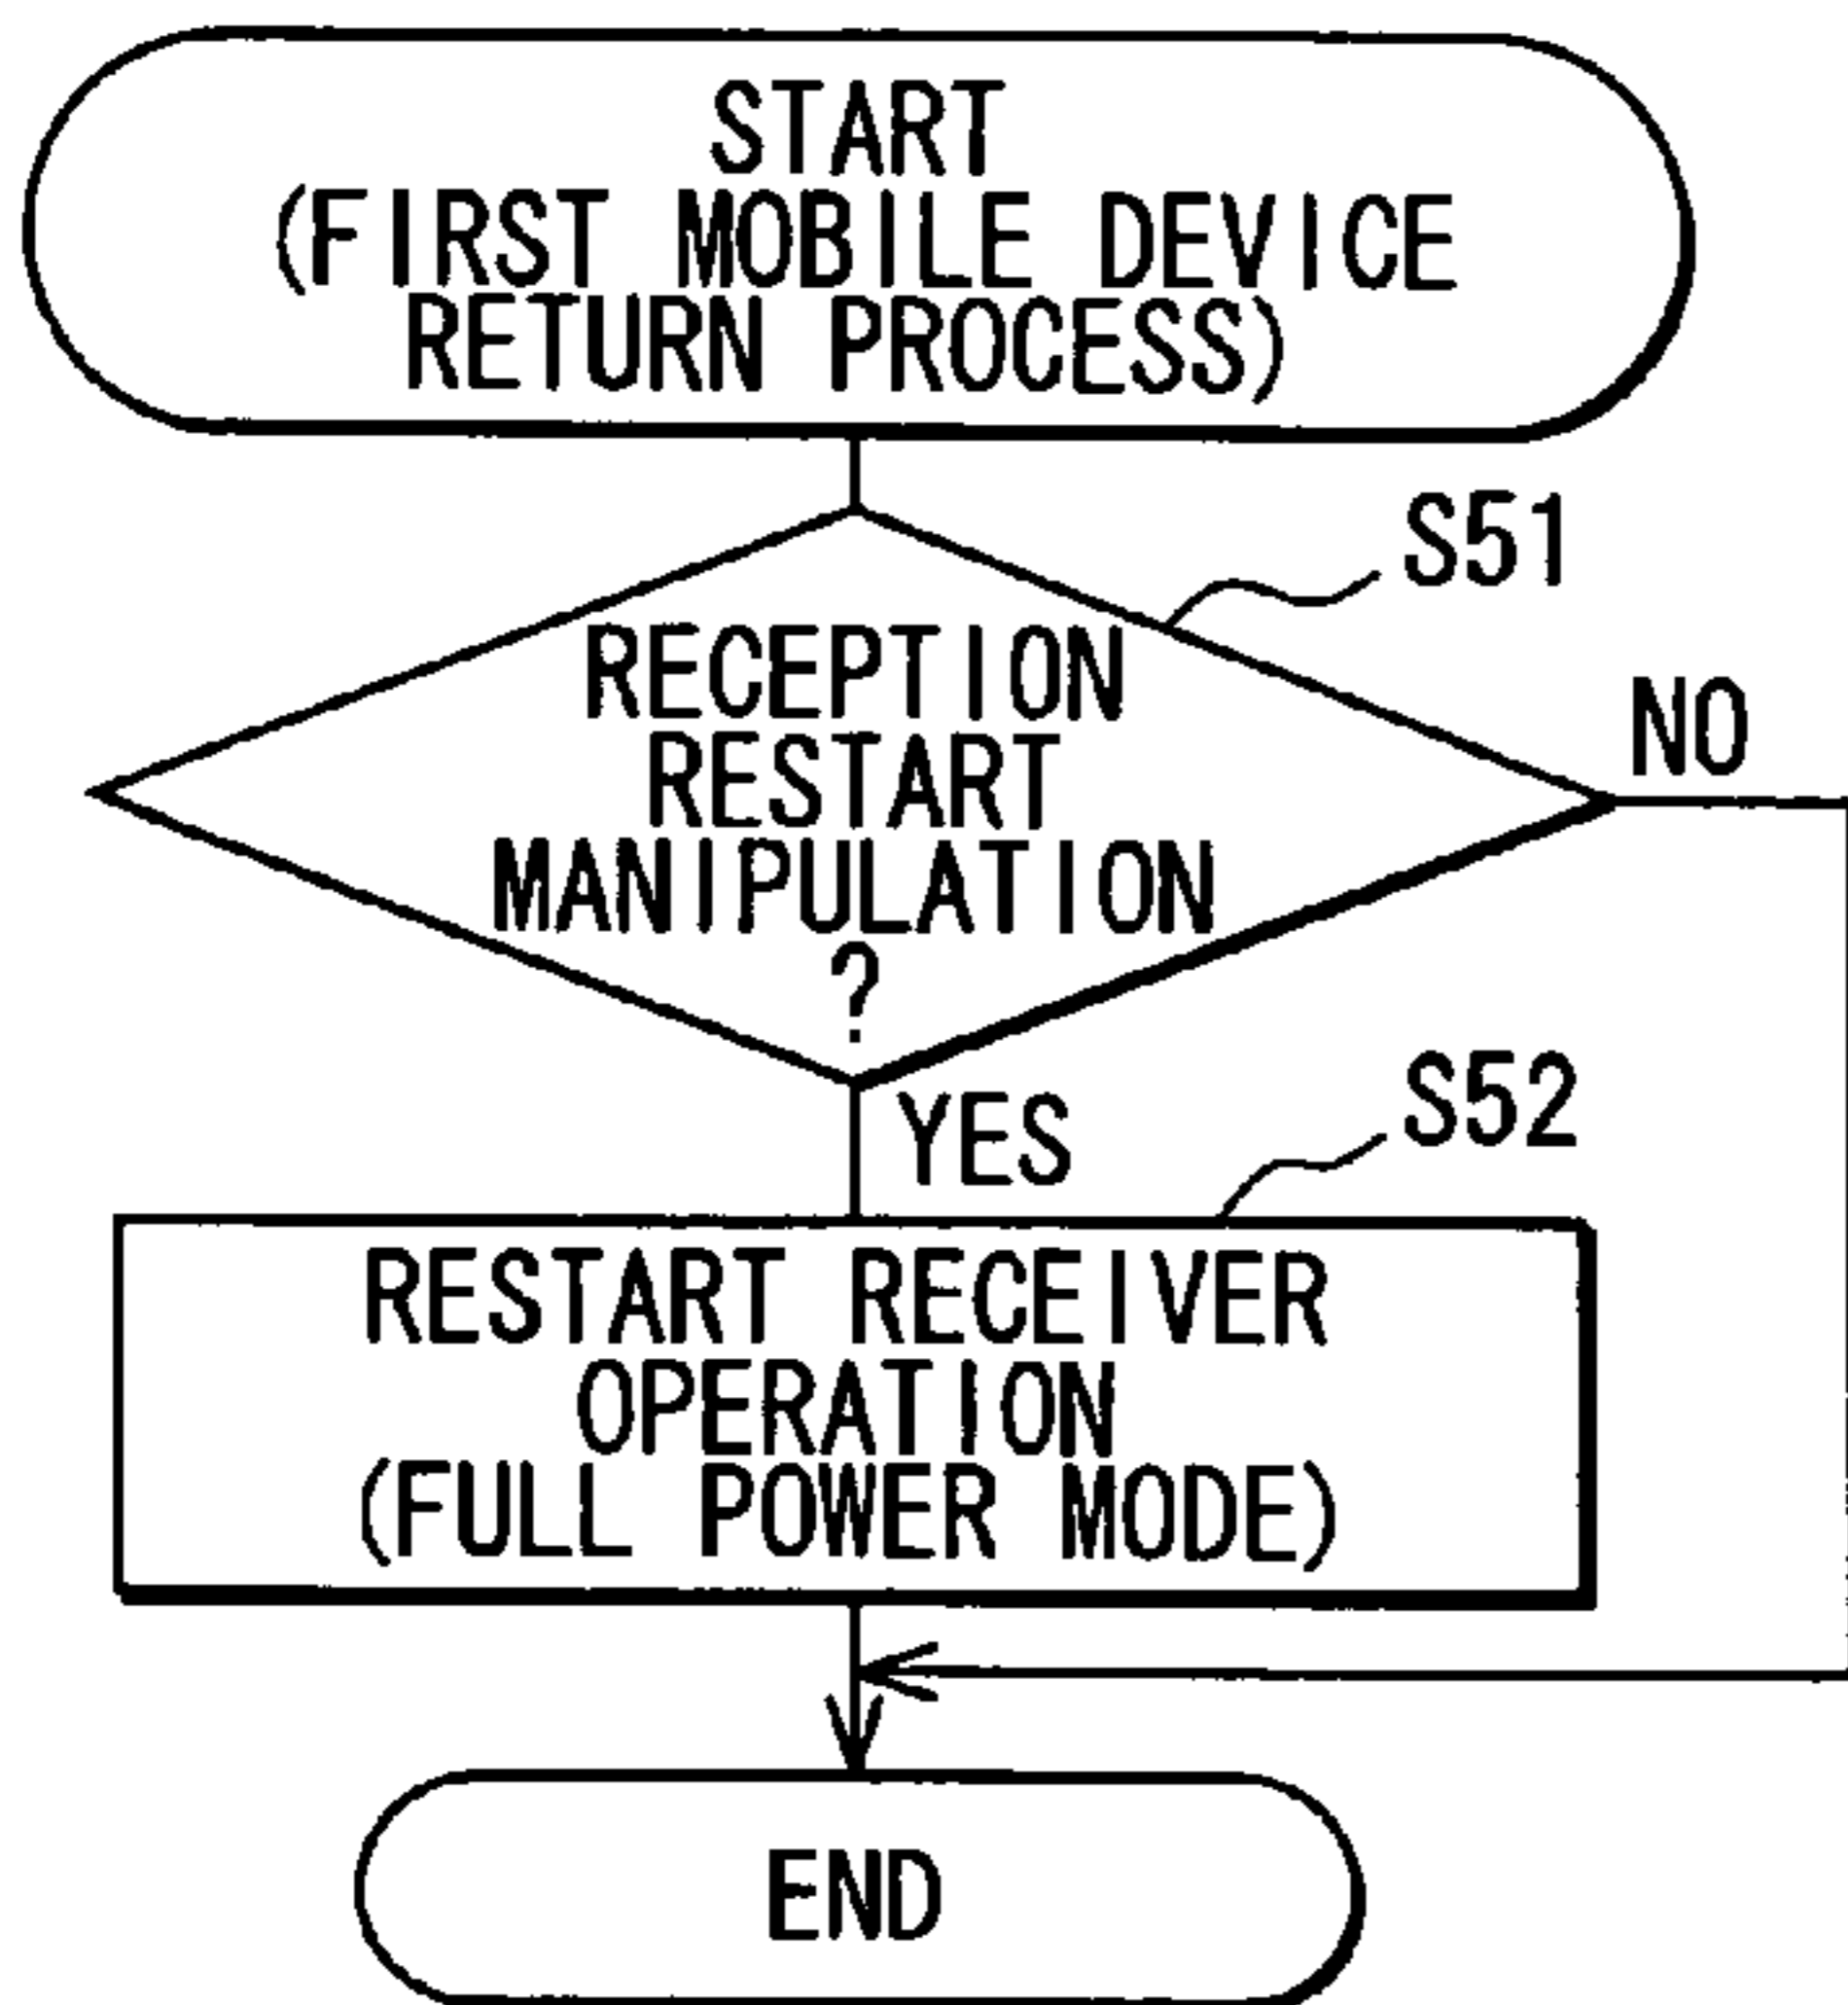 START
(FIRST MOBILE DEVICE
RETURN PROCESS)
S51
RECEPTION
RESTART
MANIPULATION
?
NO
YES
S52
RESTART RECEIVER
OPERATION
(FULL POWER MODE)
END